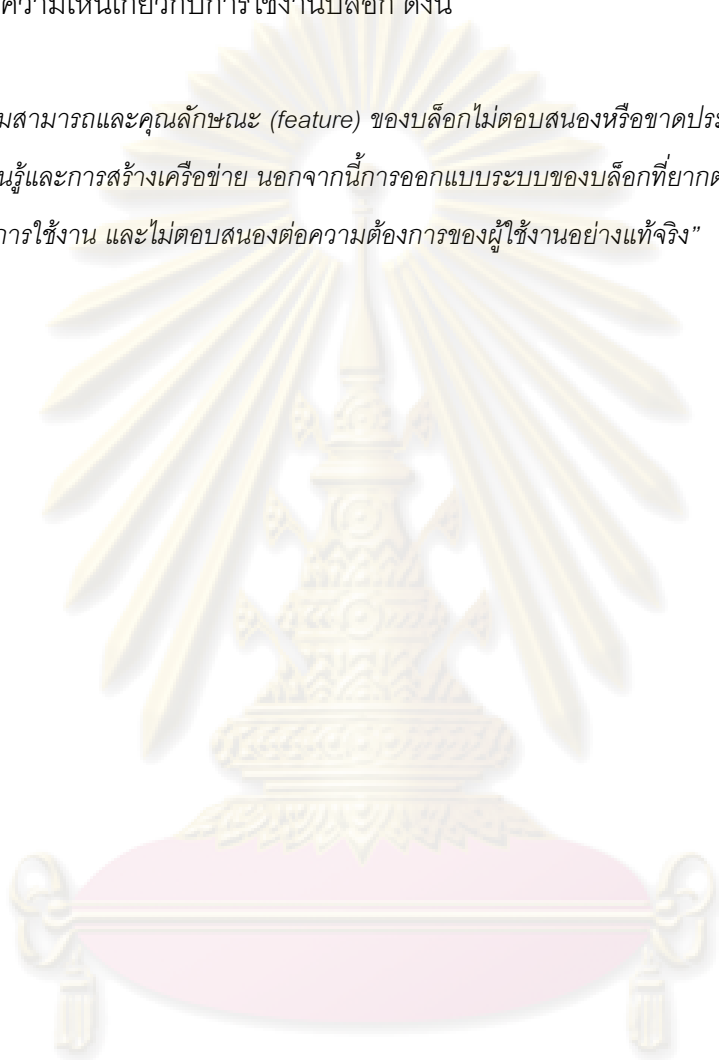 ความเห็นเกี่ยวกับการใช้งานบล็อก ดังนี้
มสามารถและคุณลักษณะ (feature) ของบล็อกไม่ตอบสนองหรือขาดประ
นรู้และการสร้างเครือข่าย นอกจากนี้การออกแบบระบบของบล็อกที่ยากต
การใช้งาน และไม่ตอบสนองต่อความต้องการของผู้ใช้งานอย่างแท้จริง”